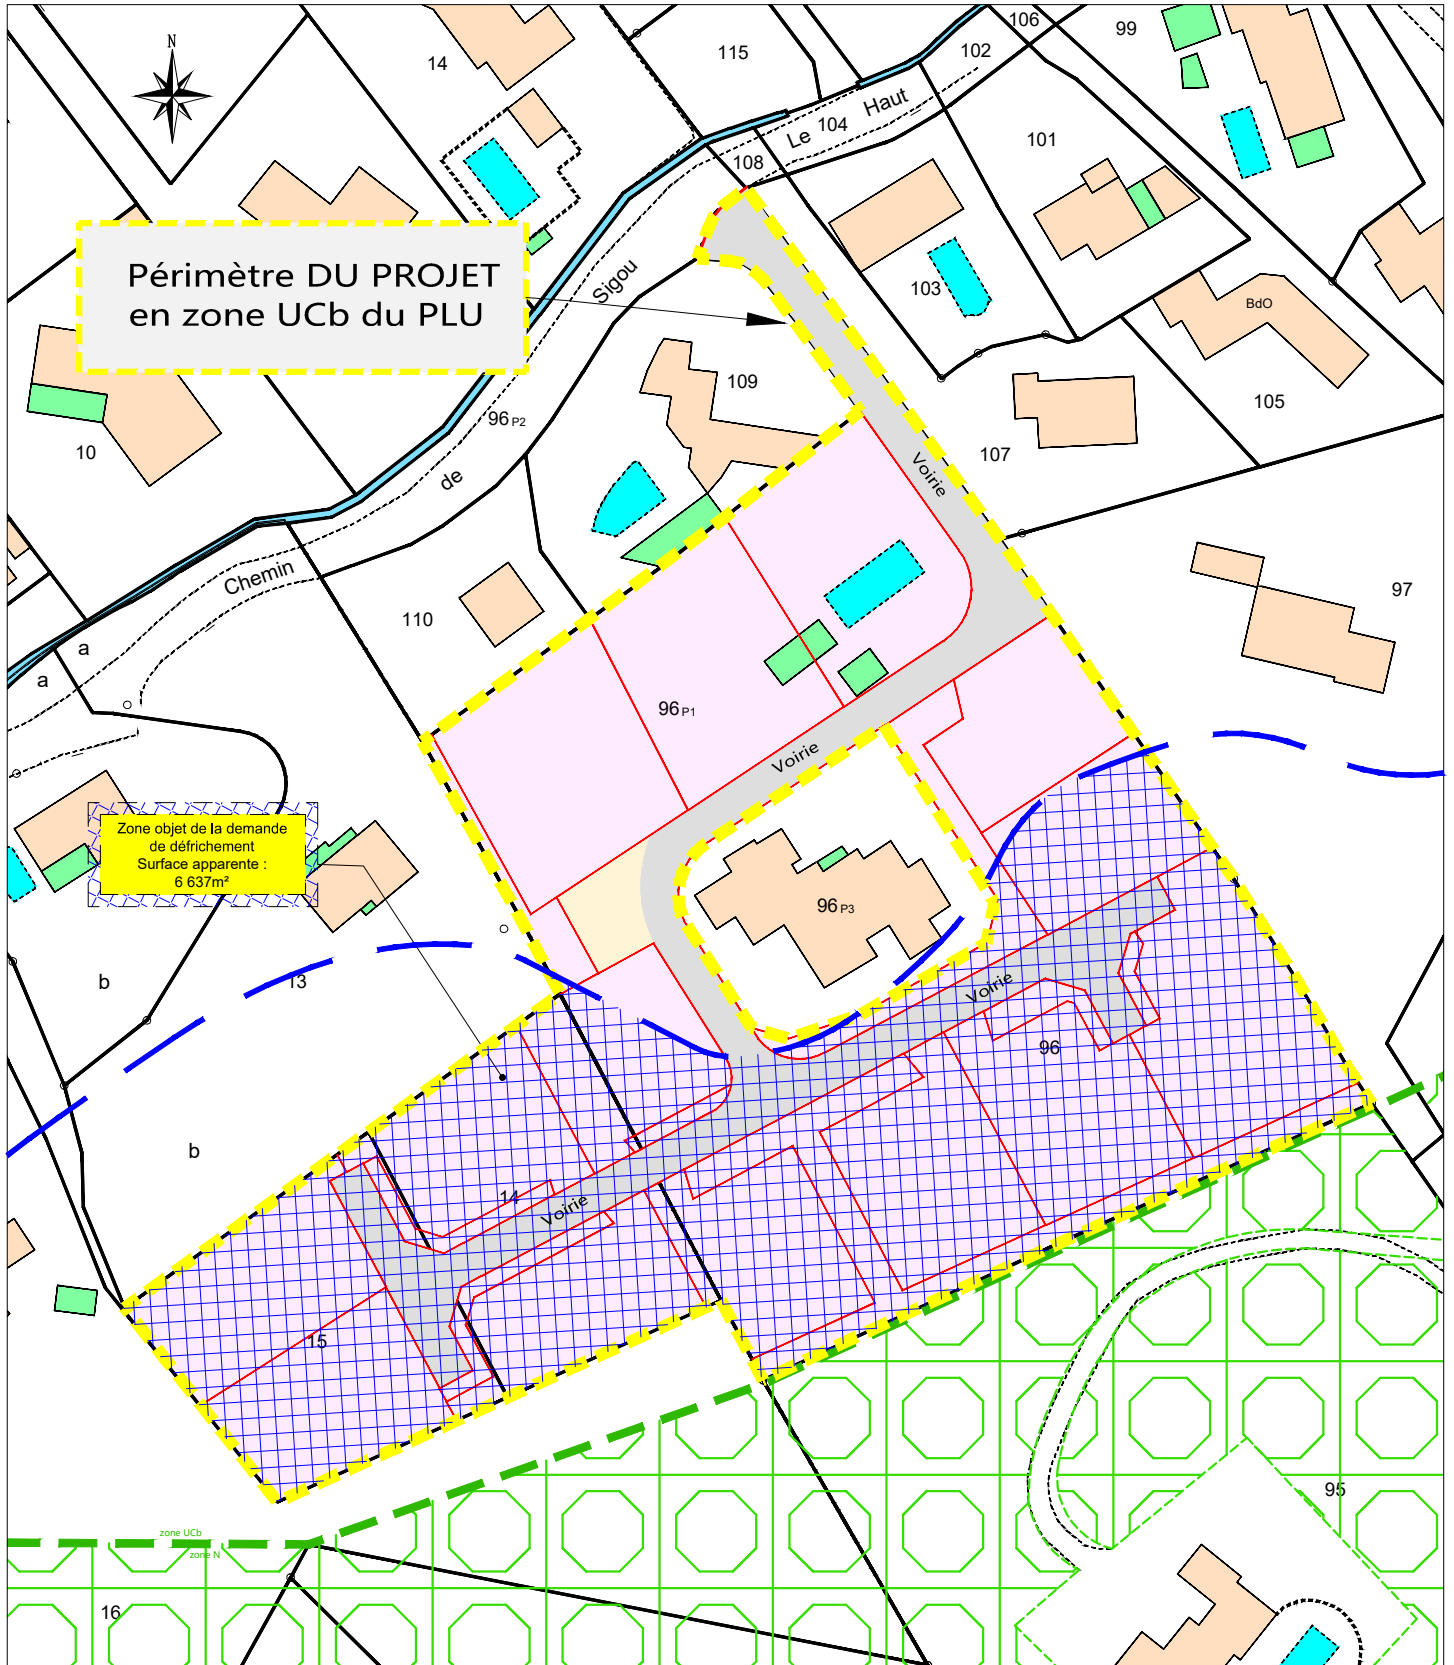 N
14
115
106
102
99
Le Haut
104
108
101
Périmètre DU PROJET
en zone UCb du PLU
Sigou
103
BdO
109
105
96 P2
10
107
Voirie
de
Chemin
97
110
a
a
96 P1
Voirie
Zone objet de la demande
de défrichement
Surface apparente :
6 637m²
96 P3
b
13
Voirie
96
b
14
Voirie
15
95
zone UCb
zone N
16